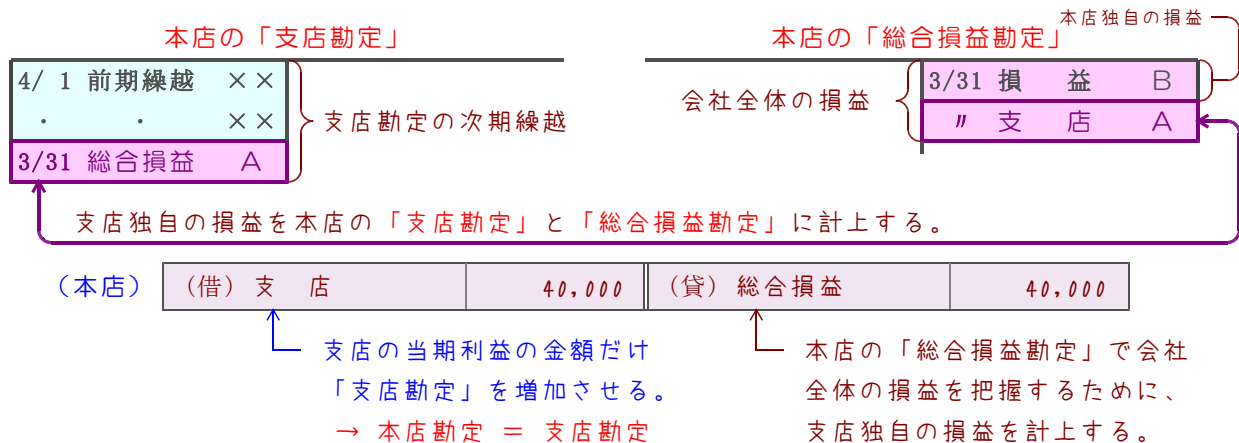 本店独自の損益
本店の「支店勘定」
本店の「総合損益勘定」
4/ 1 前期繰越 ××
・ ・ ××
3/31 総合損益 A
支店勘定の次期繰越
会社全体の損益
3/31 損 益 B
〃 支 店 A
支店独自の損益を本店の「支店勘定」と「総合損益勘定」に計上する。
(本店) (借) 支 店 40,000 (貸) 総合損益 40,000
支店の当期利益の金額だけ
「支店勘定」を増加させる。
→ 本店勘定 = 支店勘定
本店の「総合損益勘定」で会社
全体の損益を把握するために、
支店独自の損益を計上する。